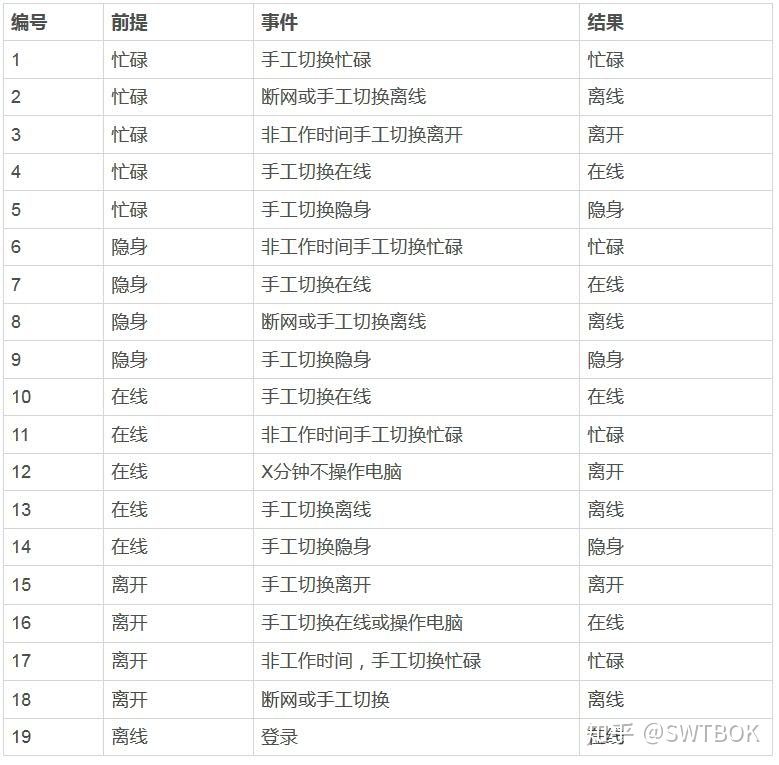 编号 前提 事件 结果
1 忙碌 手工切换忙碌 忙碌
2 忙碌 断网或手工切换离线 离线
3 忙碌 非工作时间手工切换离开 离开
4 忙碌 手工切换在线 在线
5 忙碌 手工切换隐身 隐身
6 隐身 非工作时间手工切换忙碌 忙碌
7 隐身 手工切换在线 在线
8 隐身 断网或手工切换离线 离线
9 隐身 手工切换隐身 隐身
10 在线 手工切换在线 在线
11 在线 非工作时间手工切换忙碌 忙碌
12 在线 X分钟不操作电脑 离开
13 在线 手工切换离线 离线
14 在线 手工切换隐身 隐身
15 离开 手工切换离开 离开
16 离开 手工切换在线或操作电脑 在线
17 离开 非工作时间，手工切换忙碌 忙碌
18 离开 断网或手工切换 离线
19 离线 登录 在线
知乎 @SWTBOK